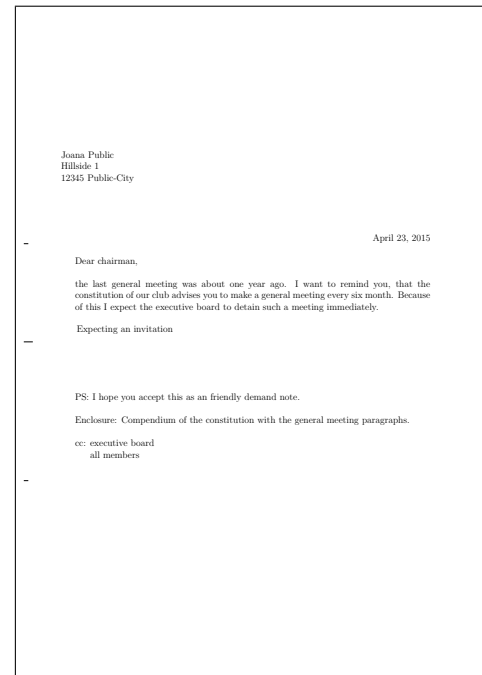 Joana Public
Hillside 1
12345 Public-City
April 23, 2015
Dear chairman,
the last general meeting was about one year ago. I want to remind you, that the
constitution of our club advises you to make a general meeting every six month. Because
of this I expect the executive board to detain such a meeting immediately.
Expecting an invitation
PS: I hope you accept this as an friendly demand note.
Enclosure: Compendium of the constitution with the general meeting paragraphs.
cc: executive board
all members